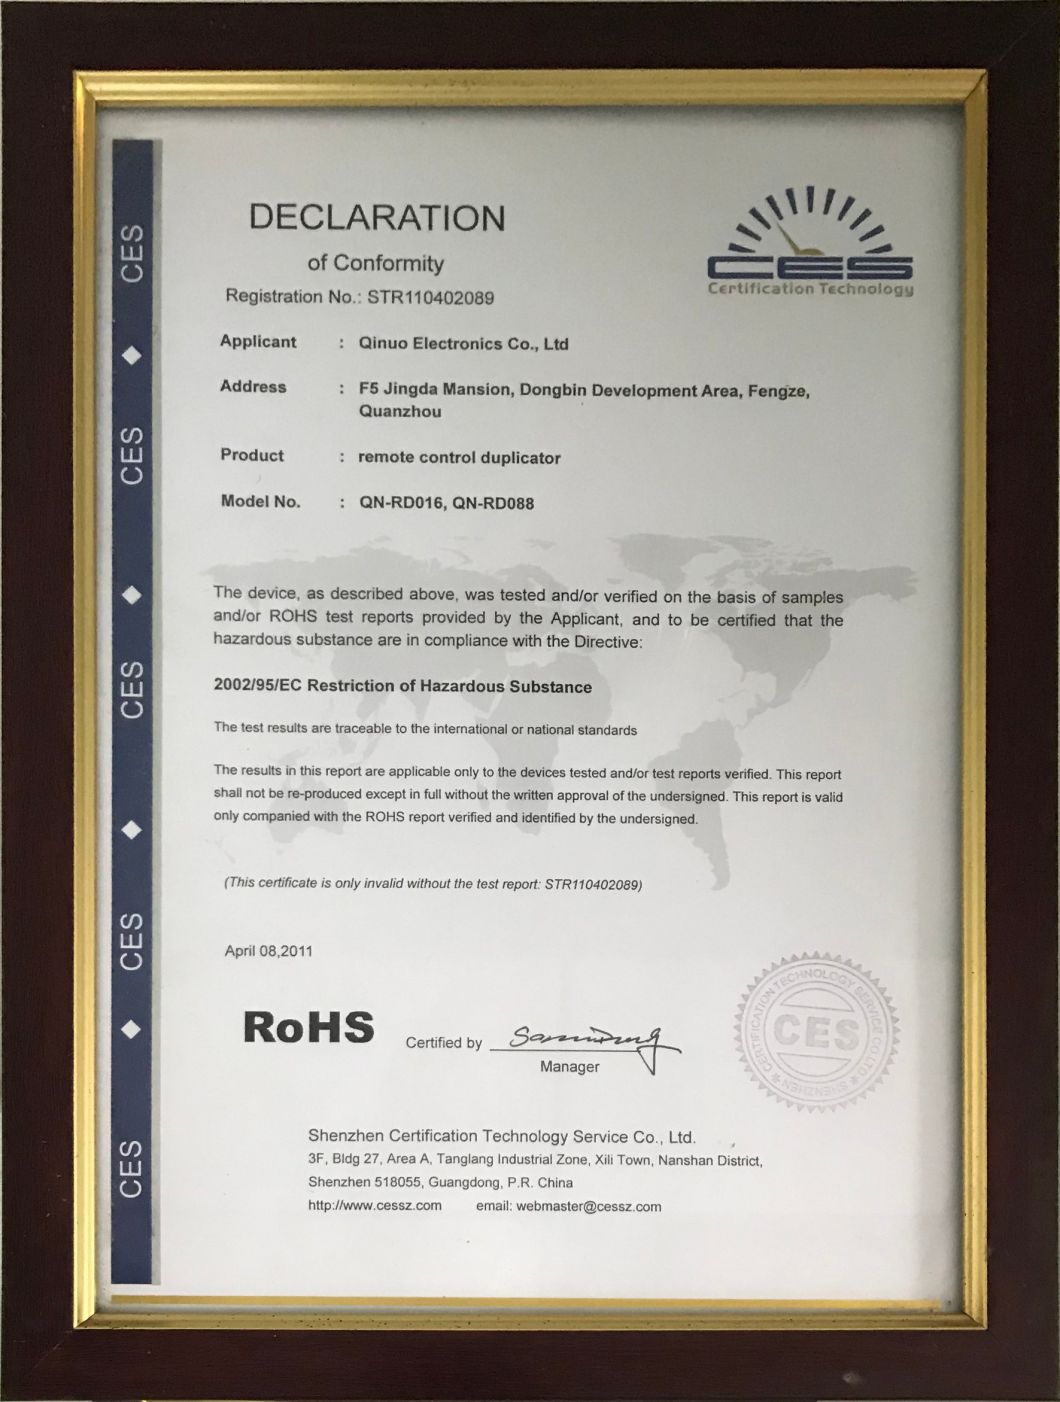 DECLARATION
of Conformity
Registration No.: STR110402089
CES
Certification Technology
Applicant : Qinuo Electronics Co., Ltd
Address : F5 Jingda Mansion, Dongbin Development Area, Fengze,
Quanzhou
Product : remote control duplicator
Model No. : QN-RD016, QN-RD088
The device, as described above, was tested and/or verified on the basis of samples
and/or ROHS test reports provided by the Applicant, and to be certified that the
hazardous substance are in compliance with the Directive:
2002/95/EC Restriction of Hazardous Substance
The test results are traceable to the international or national standards
The results in this report are applicable only to the devices tested and/or test reports verified. This report
shall not be re-produced except in full without the written approval of the undersigned. This report is valid
only companied with the ROHS report verified and identified by the undersigned.
(This certificate is only invalid without the test report: STR110402089)
April 08,2011
RoHS
Certified by
Manager
CERTIFICATION TECHNOLOGY SERVICE CO.,LTD.
CES
SHENZHEN
Shenzhen Certification Technology Service Co., Ltd.
3F, Bldg 27, Area A, Tanglang Industrial Zone, Xili Town, Nanshan District,
Shenzhen 518055, Guangdong, P.R. China
http://www.cessz.com email: webmaster@cessz.com
CES
CES
CES
CES
CES